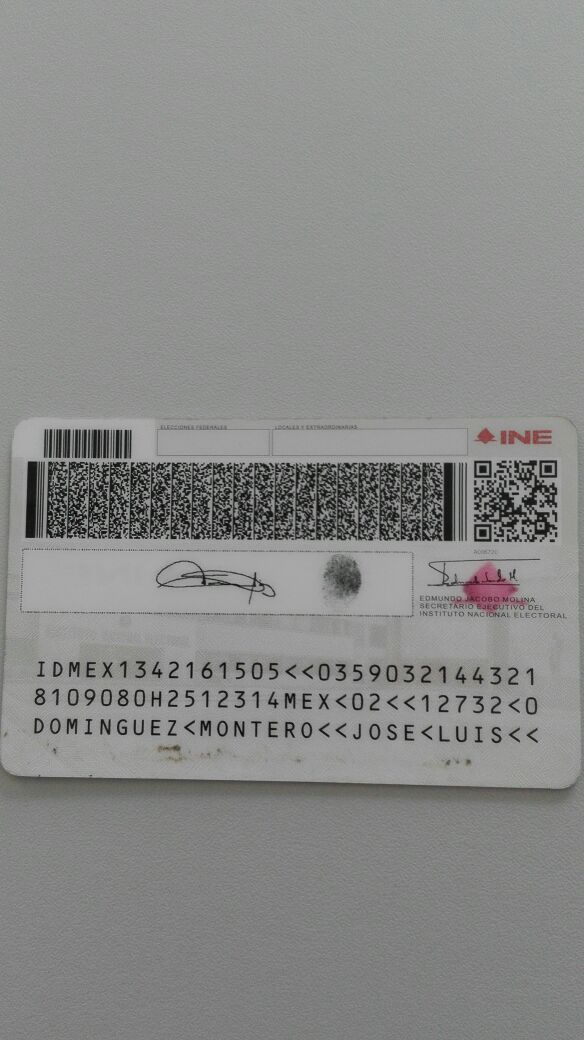 ELECCIONES FEDERALES
LOCALES Y EXTRAORDINARIAS
INE
EDMUNDO JACOBO MOLINA
SECRETARIO EJECUTIVO DEL
INSTITUTO NACIONAL ELECTORAL
IDMEX1342161505<<0359032144321
8109080H2512314MEX<02<<12732<0
DOMINGUEZ<MONTERO<<JOSE<LUIS<<